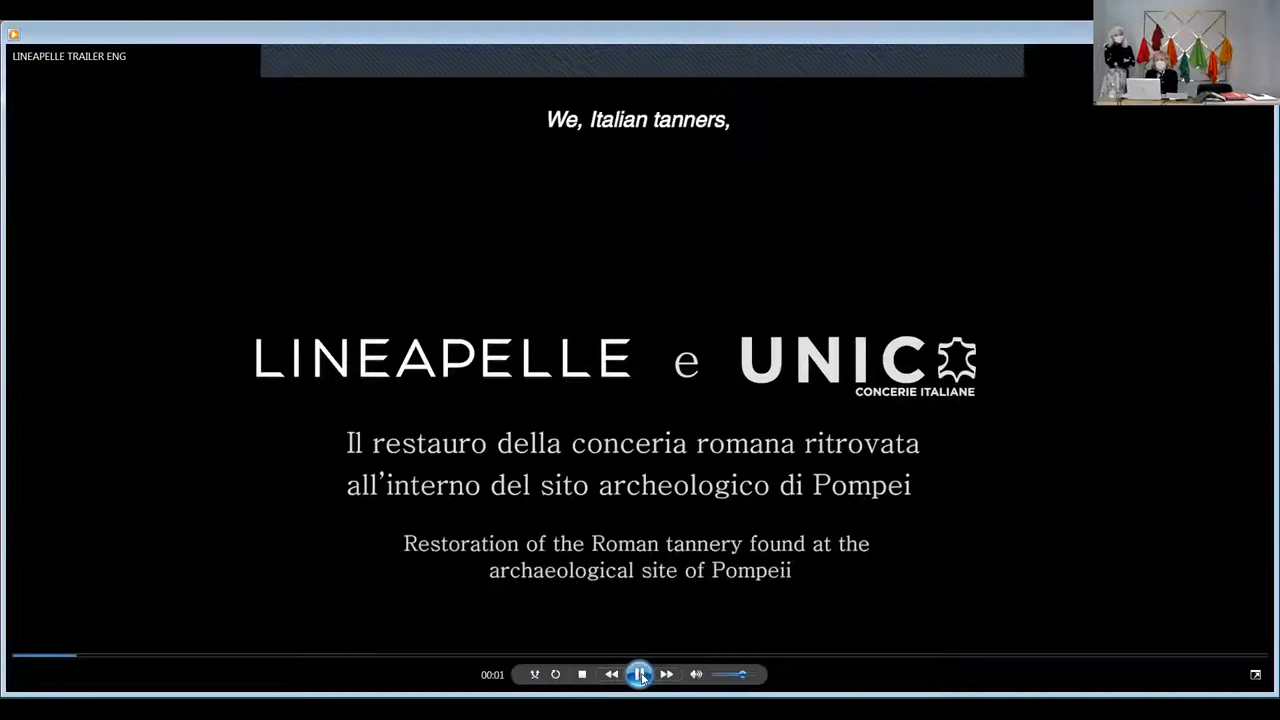 LINEAPELLE TRAILER ENG
We, Italian tanners,
LINEAPELLE e UNIC
CONCERIE ITALIANE
Il restauro della conceria romana ritrovata
all'interno del sito archeologico di Pompei
Restoration of the Roman tannery found at the
archaeological site of Pompeii
00:01